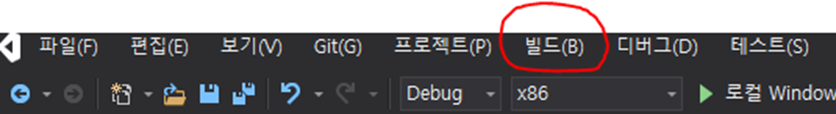 파일(F) 편집(E) 보기(V) Git(G) 프로젝트(P) 빌드(B) 디버그(D) 테스트(S)
Debug x86 로컬 Window